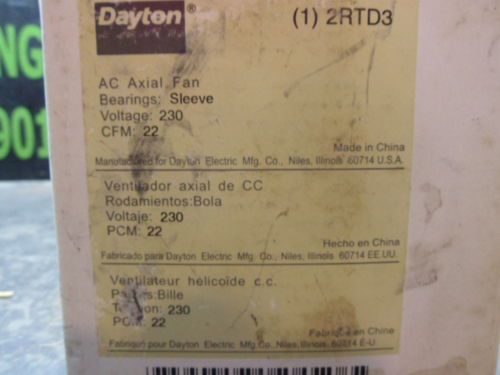 Dayton®
(1) 2RTD3
AC Axial Fan
Bearings: Sleeve
Voltage: 230
CFM: 22
Made in China
Manufactured for Dayton Electric Mfg. Co., Niles, Illinois 60714 U.S.A.
Ventilador axial de CC
Rodamientos:Bola
Voltaje: 230
PCM: 22
Hecho en China
Fabricado para Dayton Electric Mfg. Co., Niles, Illinois 60714 EE.UU.
Ventilateur hélicoïde c.c.
:Bille
230
PCM: 22
Fabriqué en Chine
Fabriqué pour Dayton Electric Mfg. Co., Niles, Illinois 60714 E-U
NG
901